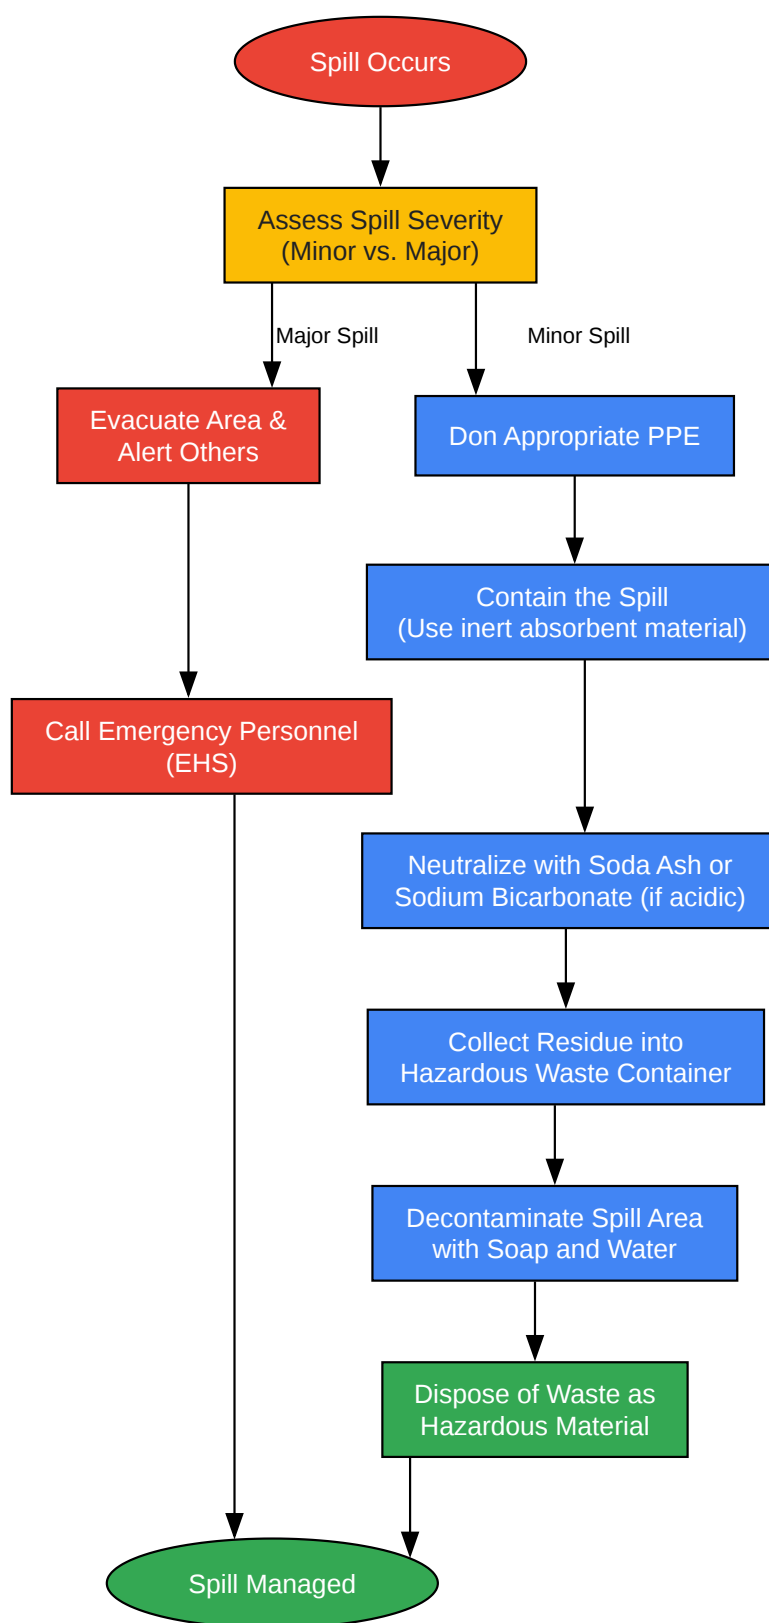 Spill Occurs
Assess Spill Severity
(Minor vs. Major)
Major Spill
Minor Spill
Evacuate Area &
Alert Others
Don Appropriate PPE
Contain the Spill
(Use inert absorbent material)
Call Emergency Personnel
(EHS)
Neutralize with Soda Ash or
Sodium Bicarbonate (if acidic)
Collect Residue into
Hazardous Waste Container
Decontaminate Spill Area
with Soap and Water
Dispose of Waste as
Hazardous Material
Spill Managed